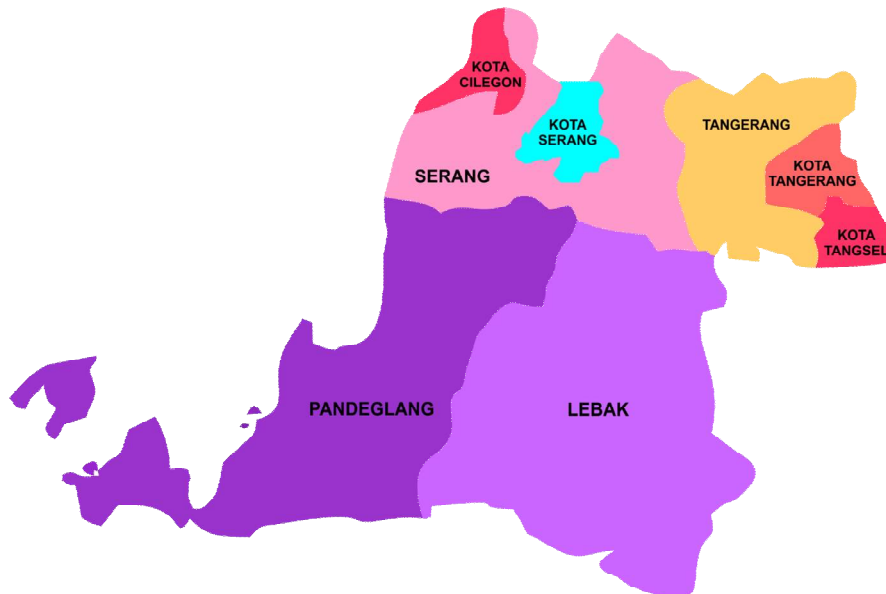 KOTA
CILEGON
KOTA
SERANG
TANGERANG
KOTA
TANGERANG
SERANG
KOTA
TANGSEL
PANDEGLANG
LEBAK